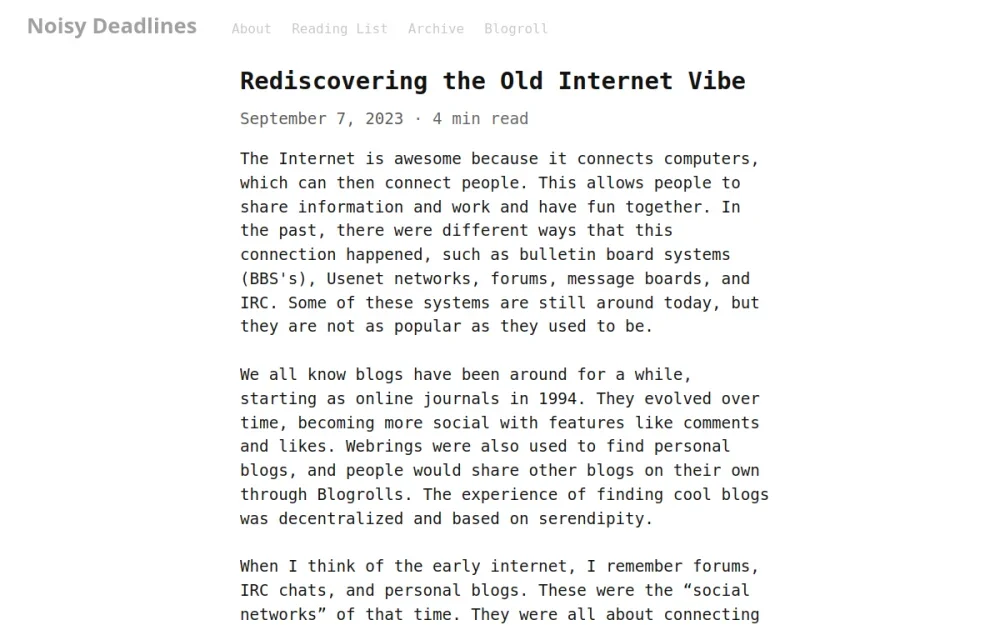 Noisy Deadlines About Reading List Archive Blogroll
Rediscovering the Old Internet Vibe
September 7, 2023 · 4 min read
The Internet is awesome because it connects computers,
which can then connect people. This allows people to
share information and work and have fun together. In
the past, there were different ways that this
connection happened, such as bulletin board systems
(BBS's), Usenet networks, forums, message boards, and
IRC. Some of these systems are still around today, but
they are not as popular as they used to be.
We all know blogs have been around for a while,
starting as online journals in 1994. They evolved over
time, becoming more social with features like comments
and likes. Webrings were also used to find personal
blogs, and people would share other blogs on their own
through Blogrolls. The experience of finding cool blogs
was decentralized and based on serendipity.
When I think of the early internet, I remember forums,
IRC chats, and personal blogs. These were the “social
networks” of that time. They were all about connecting